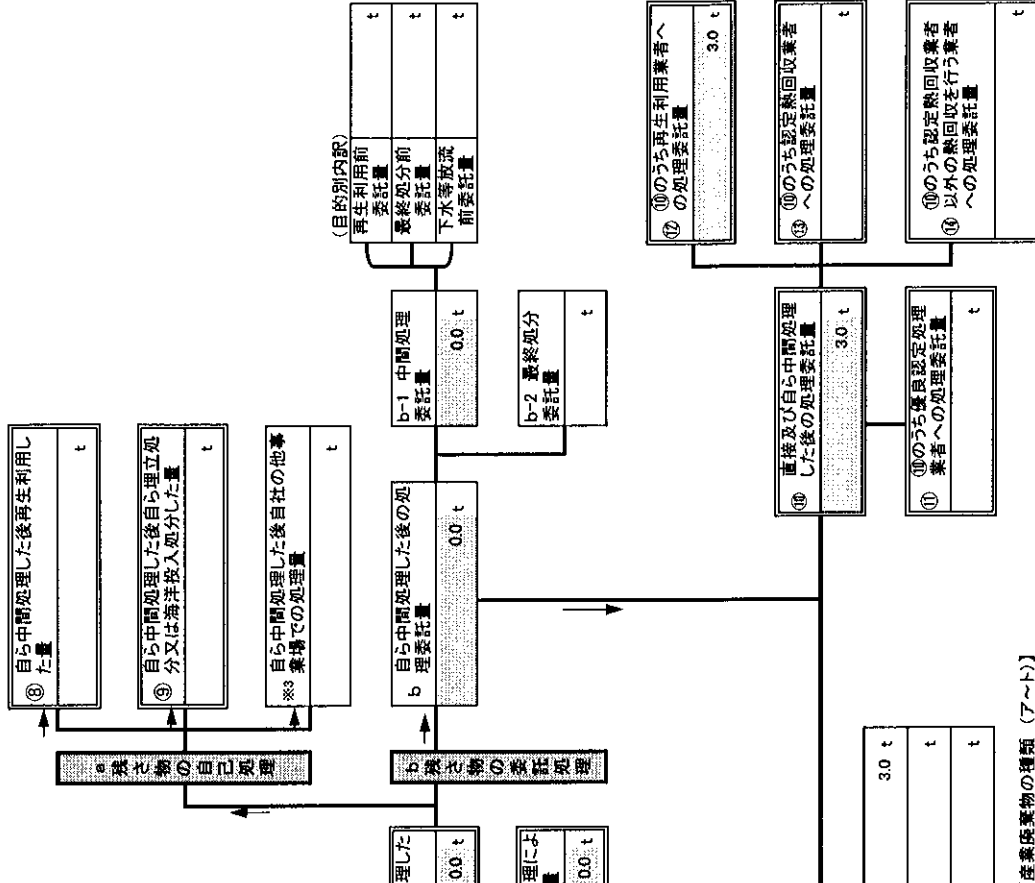 ⑧ 自ら中間処理した後再生利用し
た量
t
⑨ 自ら中間処理した後自ら埋立処
分又は海洋投入処分した量
t
※3 自ら中間処理した後自社の他事
業場での処理量
t
a 残さ物の自己処理
b 残さ物の委託処理
b 自ら中間処理した後の処
理委託量
0.0 t
b-1 中間処理
委託量
0.0 t
b-2 最終処分
委託量
t
(目的別内訳)
再生利用前
委託量
t
最終処分前
委託量
t
下水等放流
前委託量
t
理した
0.0 t
理によ
量
0.0 t
⑩ 直接及び自ら中間処理
した後の処理委託量
3.0 t
⑪ ⑩のうち優良認定処理
業者への処理委託量
t
⑫ ⑩のうち再生利用業者へ
の処理委託量
3.0 t
⑬ ⑩のうち認定熱回収業者
への処理委託量
t
⑭ ⑩のうち認定熱回収業者
以外の熱回収を行う業者
への処理委託量
t
3.0 t
t
t
産業廃棄物の種類 (ア~ト)】